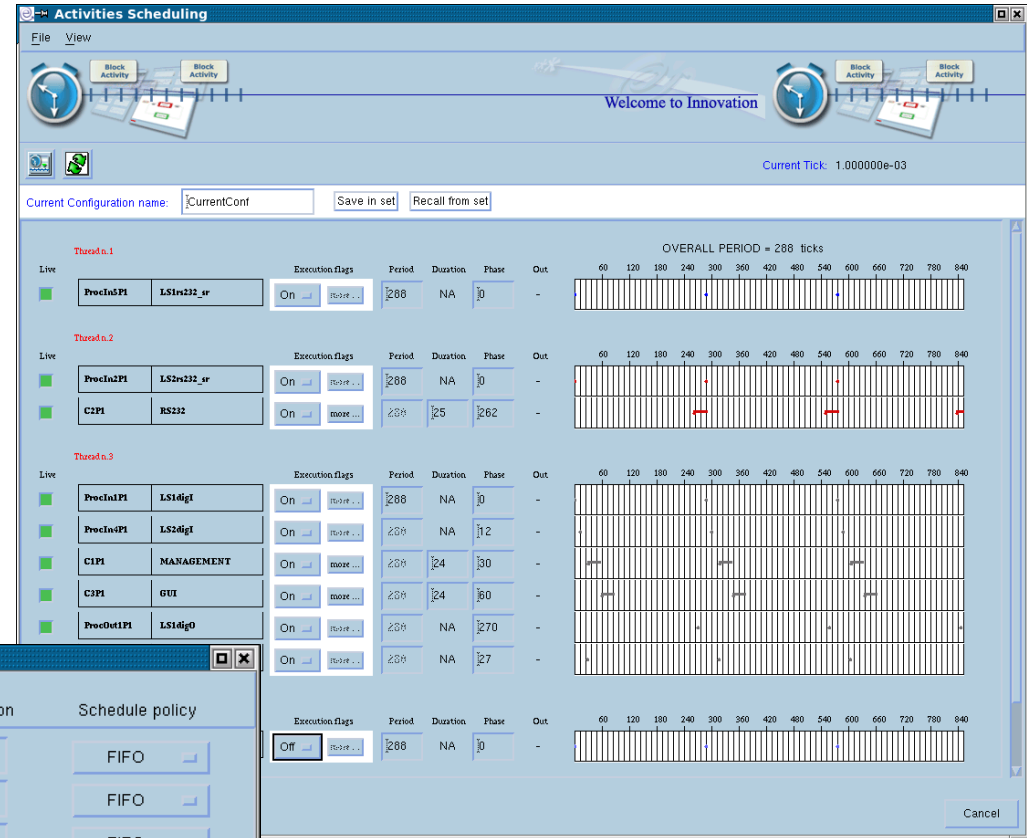 Activities Scheduling
File View
Block Activity
Block Activity
Welcome to Innovation
Block Activity
Block Activity
Current Tick: 1.000000e-03
Current Configuration name: CurrentConf Save in set Recall from set
OVERALL PERIOD = 288 ticks
Thread n.1
Live Execution flags Period Duration Phase Out 60 120 180 240 300 360 420 480 540 600 660 720 780 840
ProcIn5P1 LS1rs232_sr On more... 288 NA 0 -
Thread n.2
Live Execution flags Period Duration Phase Out 60 120 180 240 300 360 420 480 540 600 660 720 780 840
ProcIn2P1 LS2rs232_sr On more... 288 NA 0 -
C2P1 RS232 On more ... 288 25 262 -
Thread n.3
Live Execution flags Period Duration Phase Out 60 120 180 240 300 360 420 480 540 600 660 720 780 840
ProcIn1P1 LS1digI On more... 288 NA 0 -
ProcIn4P1 LS2digI On more... 288 NA 12 -
C1P1 MANAGEMENT On more ... 288 24 30 -
C3P1 GUI On more ... 288 24 60 -
ProcOut1P1 LS1digO On more... 288 NA 270 -
On more... 288 NA 27 -
Execution flags Period Duration Phase Out 60 120 180 240 300 360 420 480 540 600 660 720 780 840
Off more... 288 NA 0 -
on Schedule policy
FIFO
FIFO
Cancel